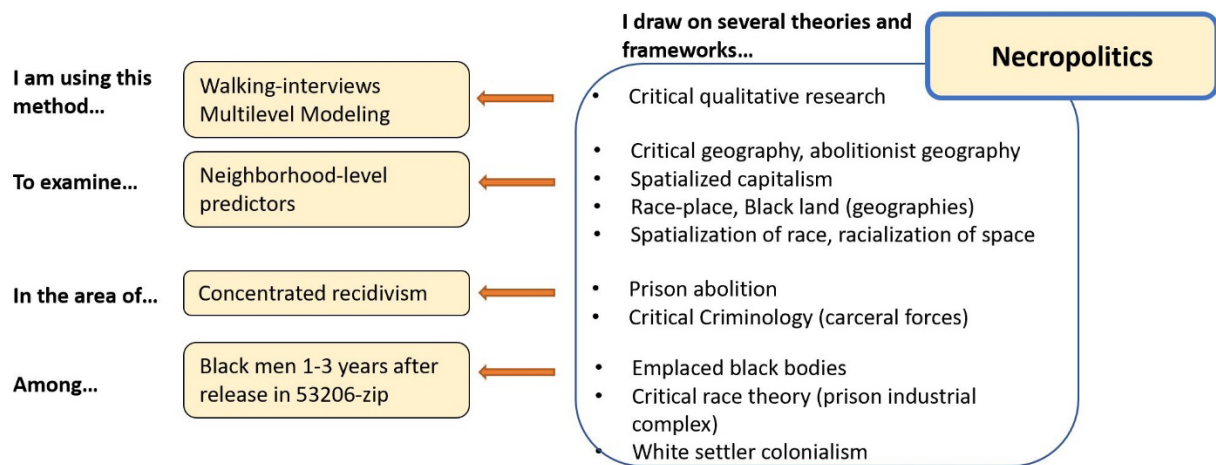 I draw on several theories and
frameworks…
Necropolitics
I am using this
method…
Walking-interviews
Multilevel Modeling
• Critical qualitative research
To examine…
Neighborhood-level
predictors
• Critical geography, abolitionist geography
• Spatialized capitalism
• Race-place, Black land (geographies)
• Spatialization of race, racialization of space
In the area of…
Concentrated recidivism
• Prison abolition
• Critical Criminology (carceral forces)
Among…
Black men 1-3 years after
release in 53206-zip
• Emplaced black bodies
• Critical race theory (prison industrial
complex)
• White settler colonialism